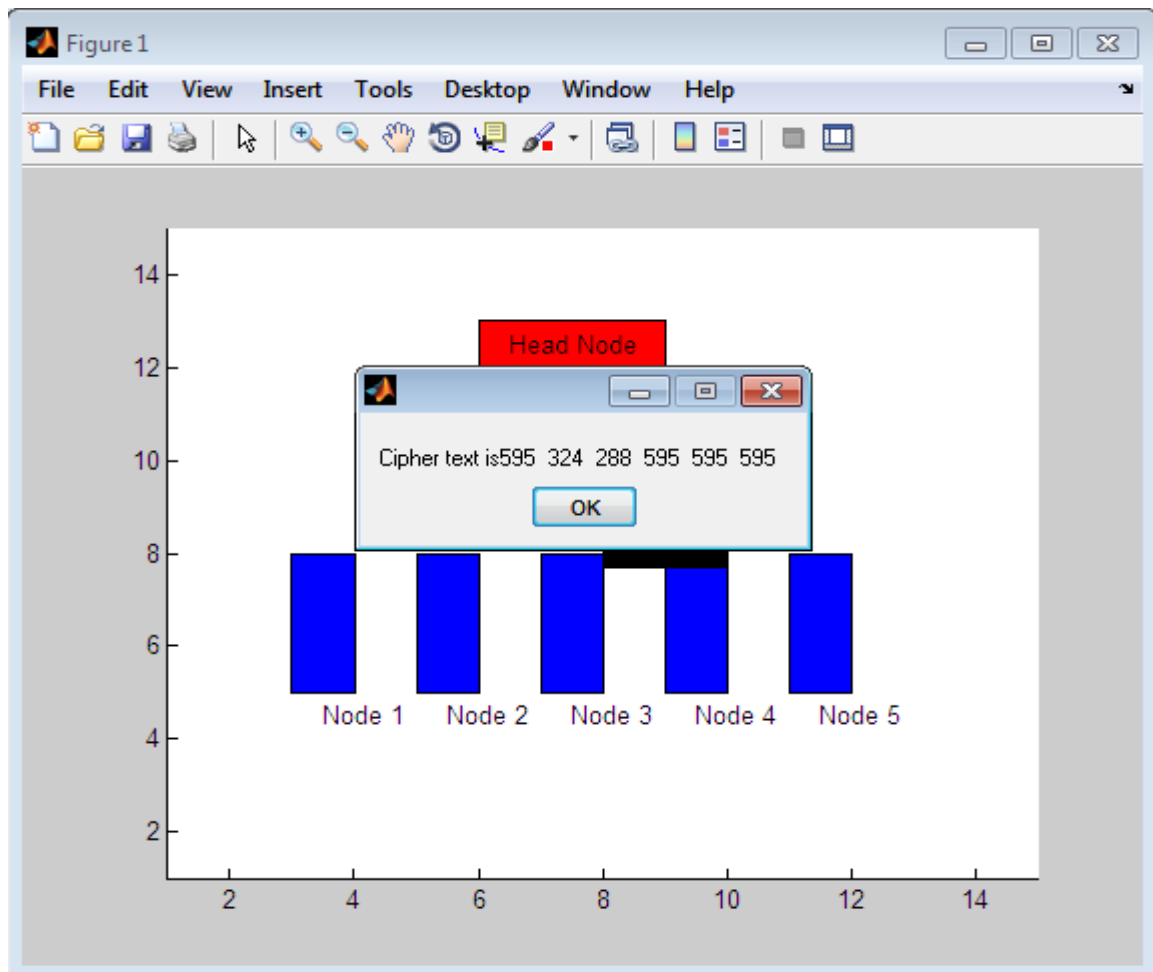 Figure 1
File Edit View Insert Tools Desktop Window Help
14
Head Node
12
Cipher text is595 324 288 595 595 595
10
OK
8
6
Node 1 Node 2 Node 3 Node 4 Node 5
4
2
2 4 6 8 10 12 14